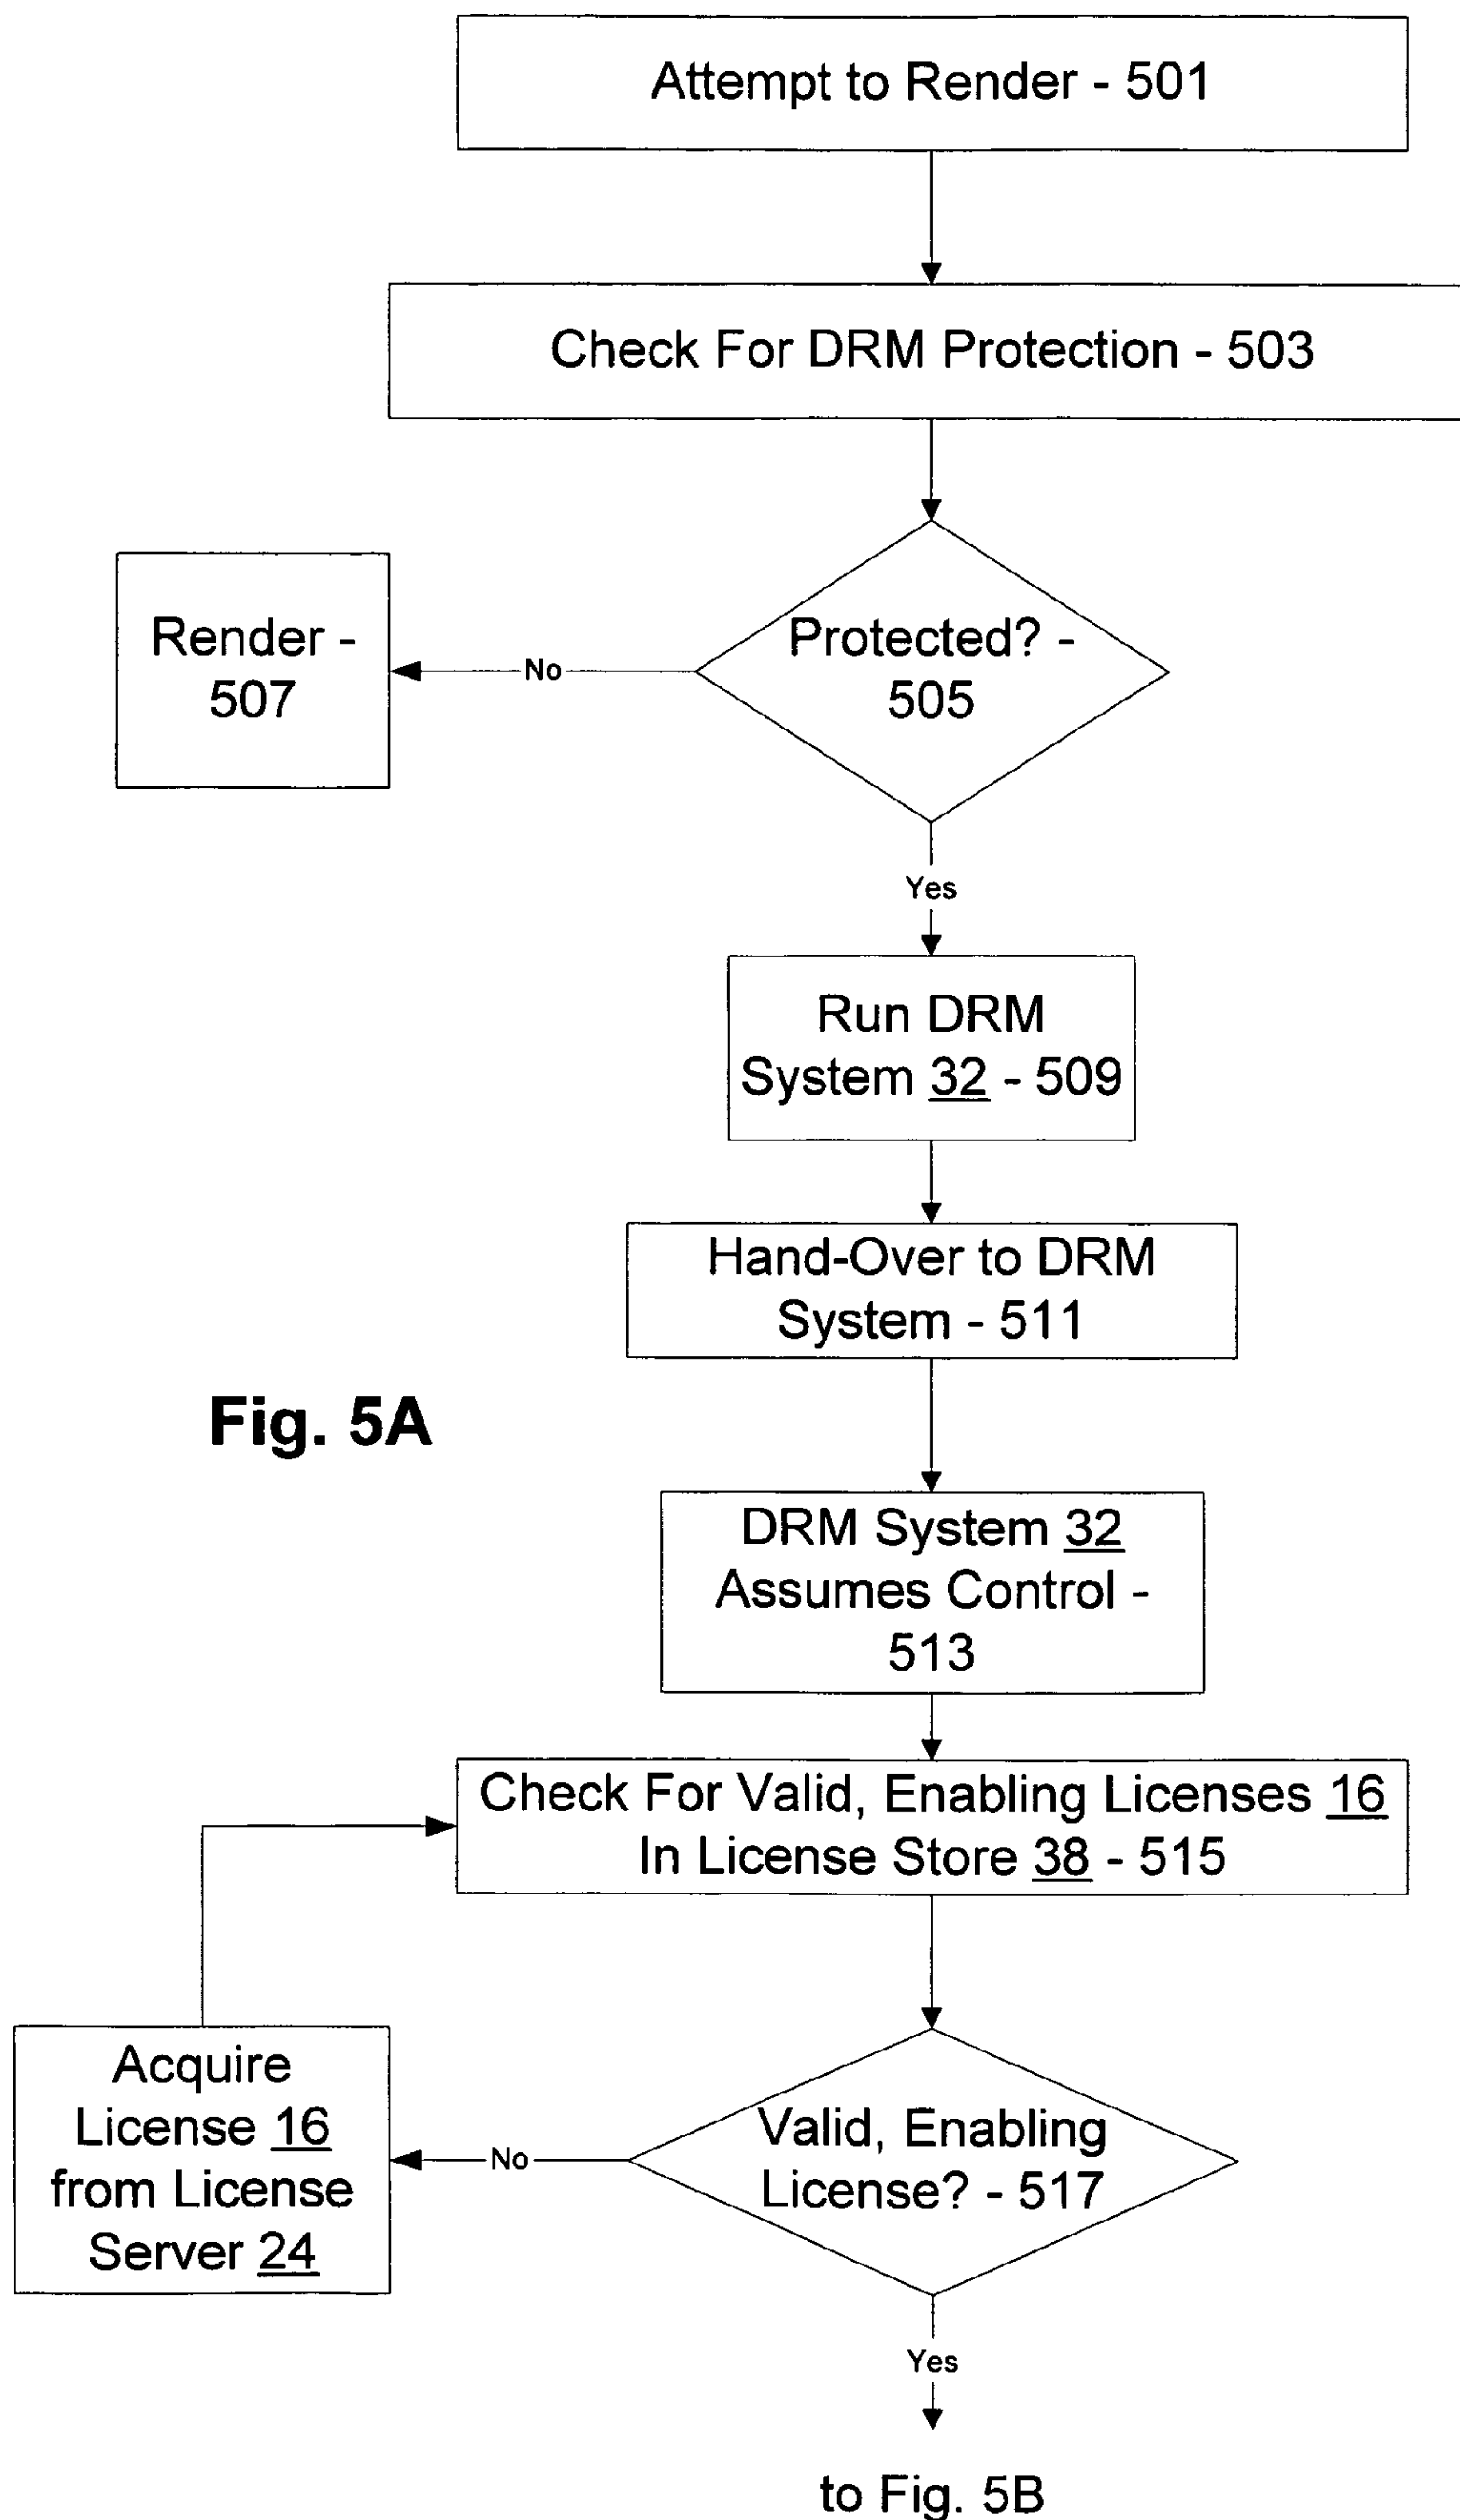 Attempt to Render - 501
Check For DRM Protection - 503
Protected? -
505
No
Render -
507
Yes
Run DRM
System 32 - 509
Hand-Over to DRM
System - 511
Fig. 5A
DRM System 32
Assumes Control -
513
Check For Valid, Enabling Licenses 16
In License Store 38 - 515
Valid, Enabling
License? - 517
No
Acquire
License 16
from License
Server 24
Yes
to Fig. 5B